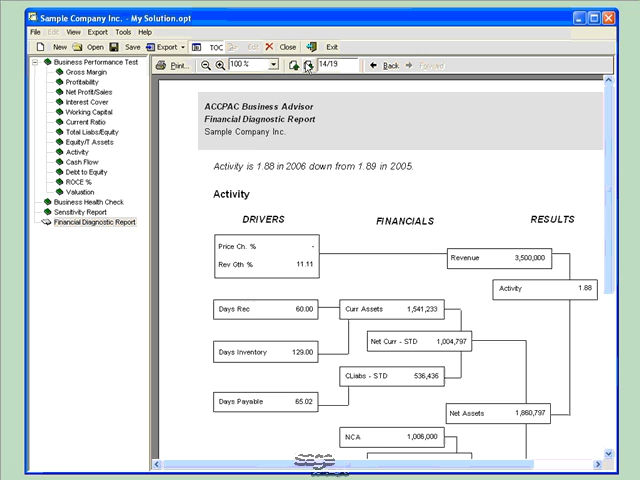 Sample Company Inc. - My Solution.opt
File Edit View Export Tools Help
New Open Save Export TOC Edit Close Exit
Print... 100 % 14/19 Back Forward
Business Performance Test
Gross Margin
Profitability
Net Profit/Sales
Interest Cover
Working Capital
Current Ratio
Total Liabs/Equity
Equity/T Assets
Activity
Cash Flow
Debt to Equity
ROCE %
Valuation
Business Health Check
Sensitivity Report
Financial Diagnostic Report
ACCPAC Business Advisor
Financial Diagnostic Report
Sample Company Inc.
Activity is 1.88 in 2006 down from 1.89 in 2005.
Activity
DRIVERS FINANCIALS RESULTS
Price Ch. % -
Rev Gth % 11.11
Revenue 3,500,000
Activity 1.88
Days Rec 60.00
Curr Assets 1,541,233
Net Curr - STD 1,004,797
Days Inventory 129.00
CLiabs - STD 536,436
Days Payable 65.02
Net Assets 1,860,797
NCA 1,006,000